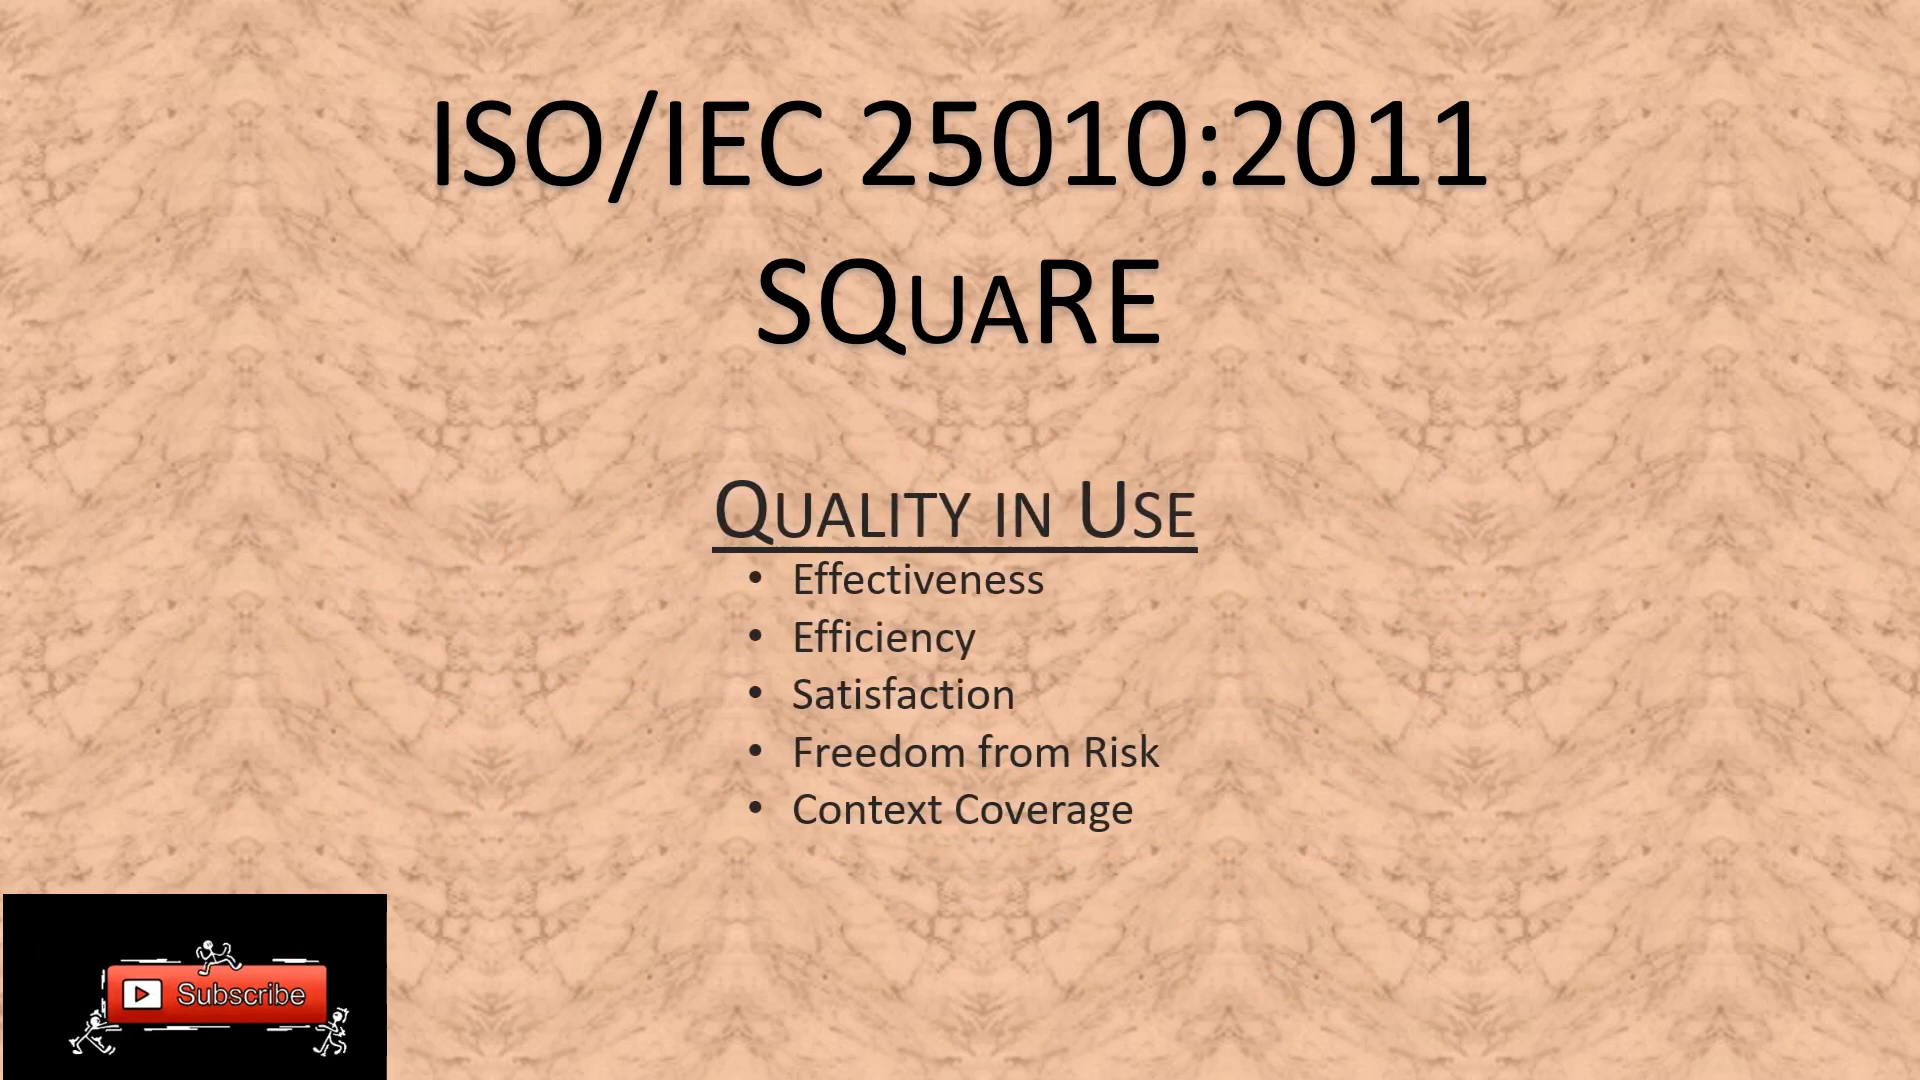 ISO/IEC 25010:2011
SQUARE
QUALITY IN USE
• Effectiveness
• Efficiency
• Satisfaction
• Freedom from Risk
• Context Coverage
Subscribe